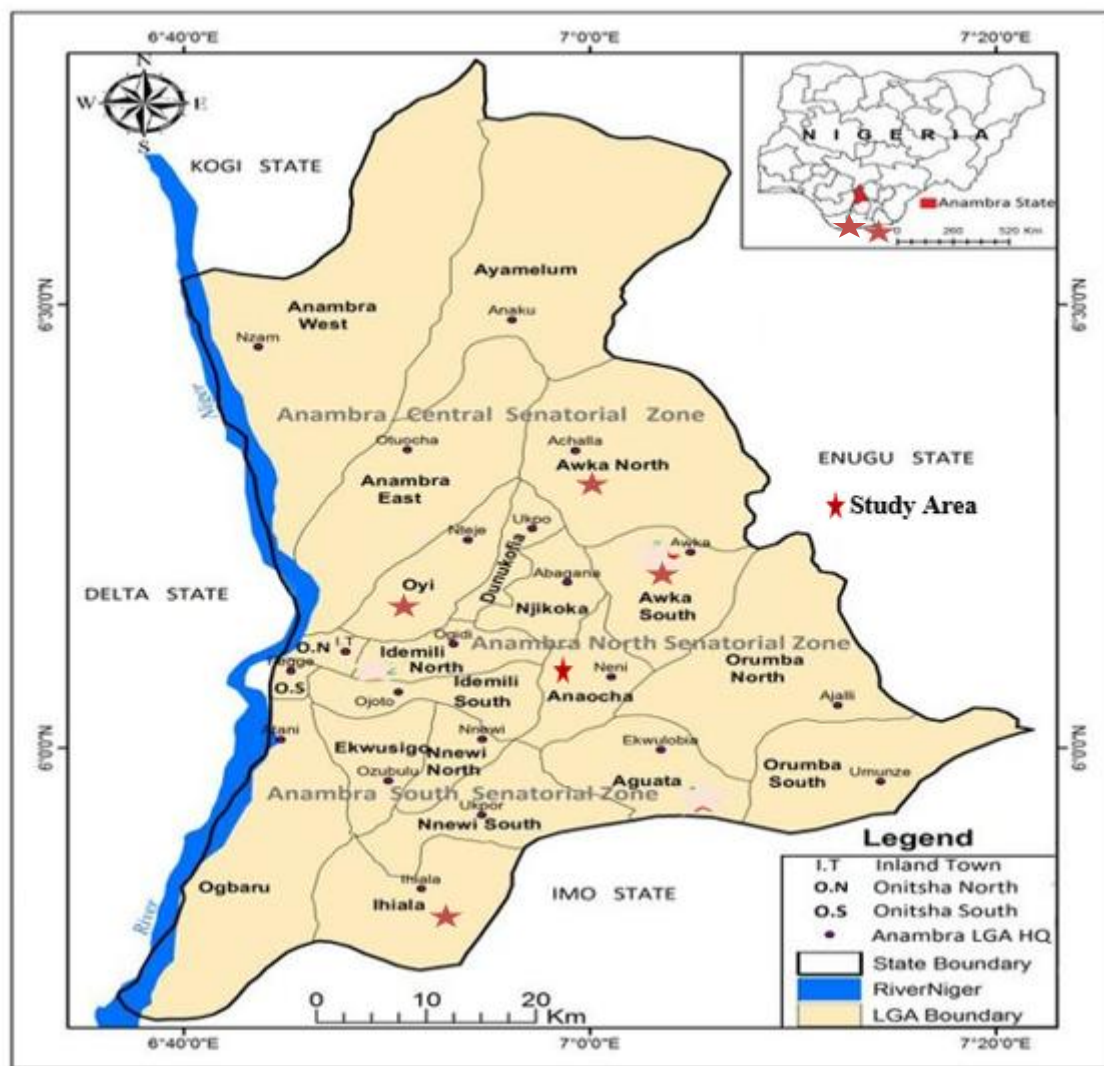 6°40'0"E 7°0'0"E 7°20'0"E
N
W E
S
KOGI STATE
NIGERIA
Anambra State
0 260 520 Km
6°30'0"N
6°30'0"N
Ayamelum
Anaku
Anambra
West
Nzam
Niger
Anambra Central Senatorial Zone
Otuocha
Achalla
Awka North
Anambra
East
ENUGU STATE
Study Area
Nteje
Ukpo
Dunukofia
Awka
Abagana
Oyi
Njikoka
Awka
South
DELTA STATE
Anambra North Senatorial Zone
O.N
I.T
Ogidi
Idemili
North
Orumba
North
O.S
Idemili
South
Ojoto
Neni
Anaocha
Ajalli
6°0'0"N
6°0'0"N
Nnewi
Ekwusigo
Nnewi
North
Ekwulobia
Ozubulu
Aguata
Orumba
South
Umunze
Anambra South Senatorial Zone
Ukpor
Nnewi South
Ogbaru
Ihiala
Ihiala
IMO STATE
River
0 10 20
Km
Legend
I.T Inland Town
O.N Onitsha North
O.S Onitsha South
Anambra LGA HQ
State Boundary
RiverNiger
LGA Boundary
6°40'0"E 7°0'0"E 7°20'0"E